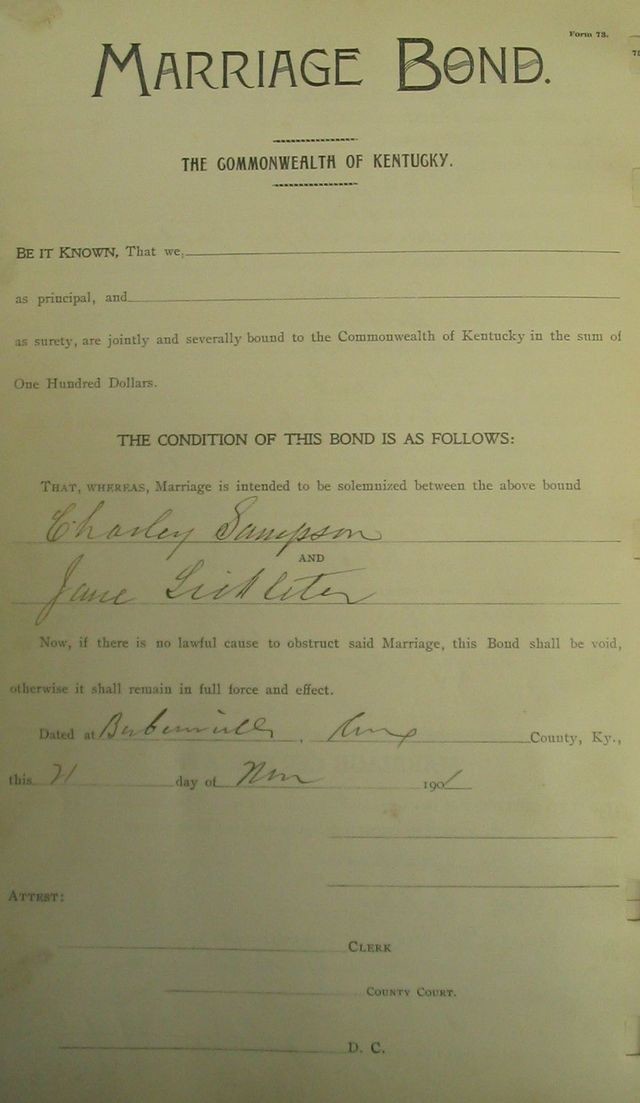 Form 73.
MARRIAGE BOND.
THE COMMONWEALTH OF KENTUCKY.
BE IT KNOWN, That we,
as principal, and
as surety, are jointly and severally bound to the Commonwealth of Kentucky in the sum of
One Hundred Dollars.
THE CONDITION OF THIS BOND IS AS FOLLOWS:
THAT, WHEREAS, Marriage is intended to be solemnized between the above bound
Charley Sampson
AND
Jane
Now, if there is no lawful cause to obstruct said Marriage, this Bond shall be void,
otherwise it shall remain in full force and effect.
Dated at Barbourville, Knox County, Ky.,
this 21 day of Nov 1901
ATTEST:
CLERK
COUNTY COURT.
D. C.